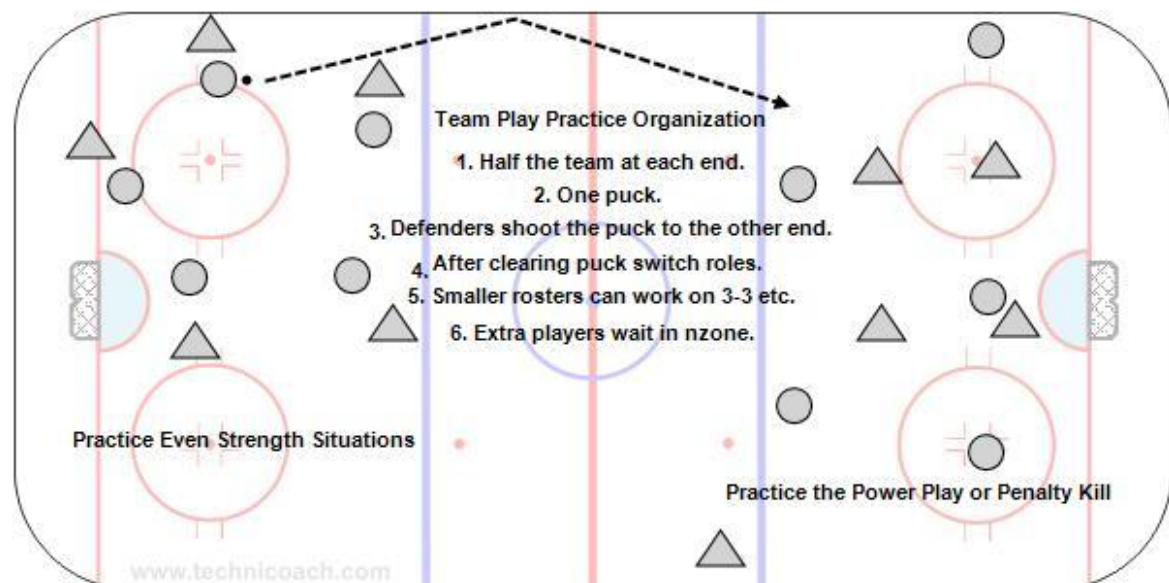 Team Play Practice Organization
1. Half the team at each end.
2. One puck.
3. Defenders shoot the puck to the other end.
4. After clearing puck switch roles.
5. Smaller rosters can work on 3-3 etc.
6. Extra players wait in nzone.
Practice Even Strength Situations
Practice the Power Play or Penalty Kill
www.technicoach.com